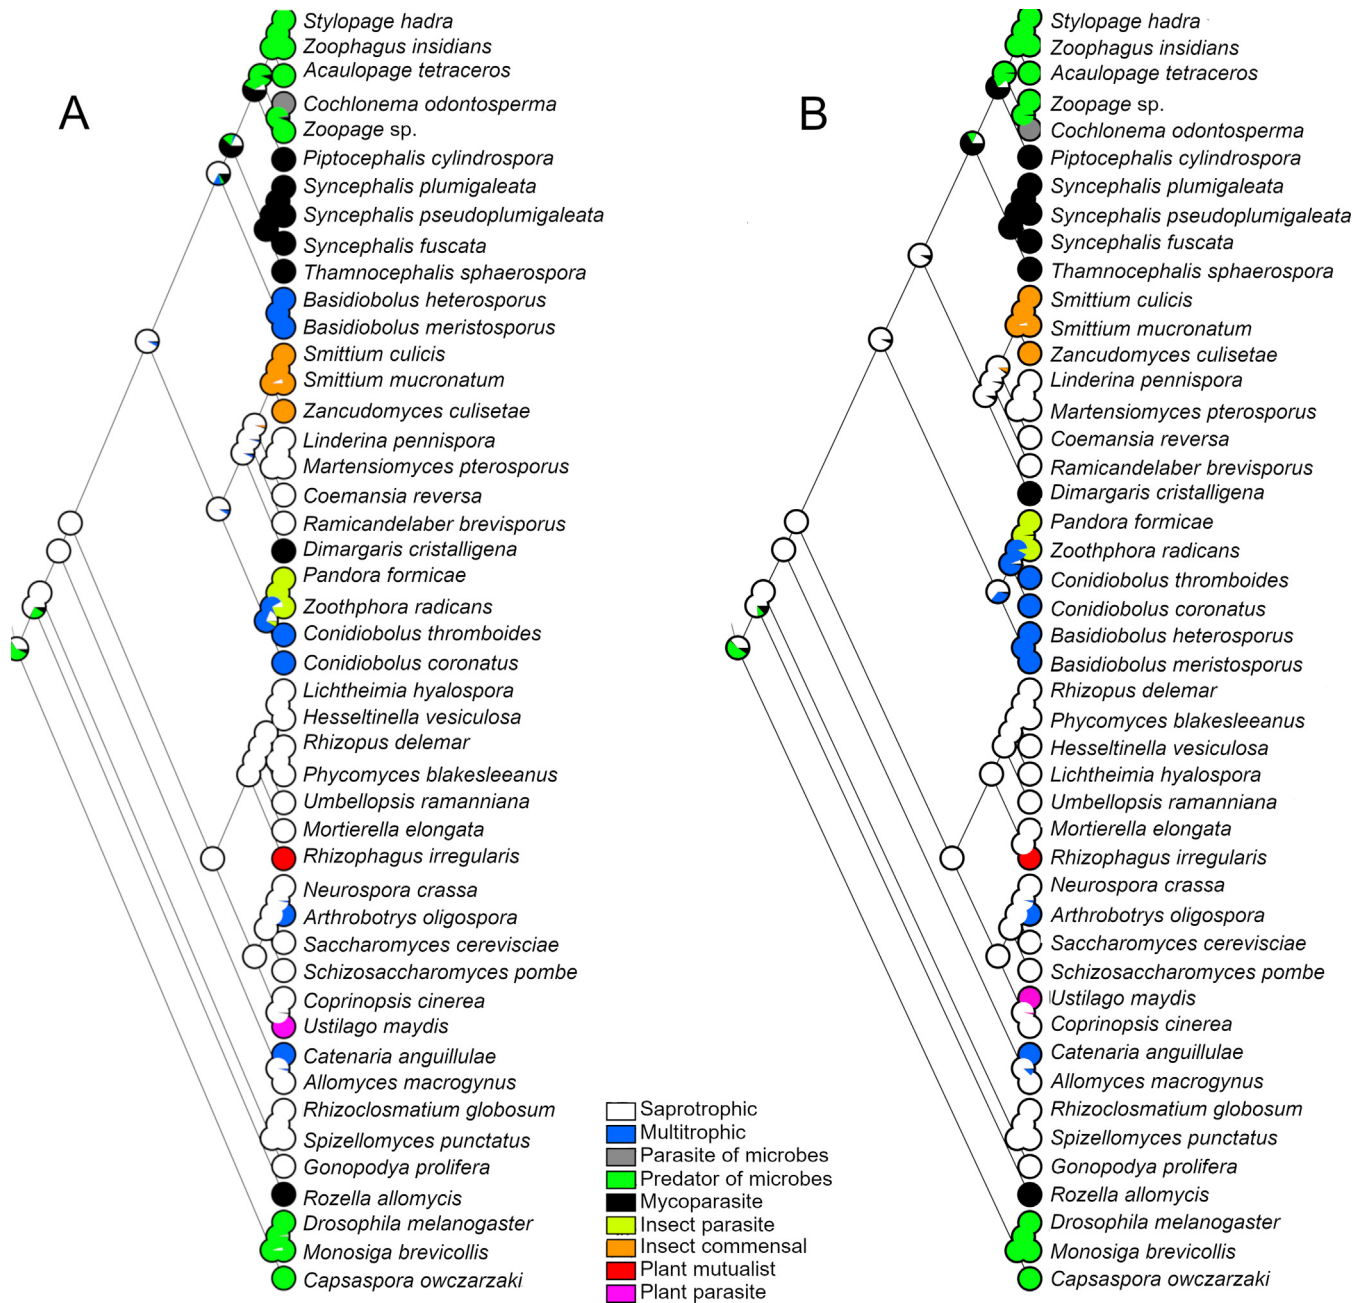 A
Stylopage hadra
Zoophagus insidians
Acaulopage tetraceros
Cochlonema odontosperma
Zoopage sp.
Piptocephalis cylindrospora
Syncephalis plumigaleata
Syncephalis pseudoplumigaleata
Syncephalis fuscata
Thamnocephalis sphaerospora
Basidiobolus heterosporus
Basidiobolus meristosporus
Smittium culicis
Smittium mucronatum
Zancudomyces culisetae
Linderina pennispora
Martensiomyces pterosporus
Coemansia reversa
Ramicandelaber brevisporus
Dimargaris cristalligena
Pandora formicae
Zoothphora radicans
Conidiobolus thromboides
Conidiobolus coronatus
Lichtheimia hyalospora
Hesseltinella vesiculosa
Rhizopus delemar
Phycomyces blakesleeanus
Umbellopsis ramanniana
Mortierella elongata
Rhizophagus irregularis
Neurospora crassa
Arthrobotrys oligospora
Saccharomyces cerevisciae
Schizosaccharomyces pombe
Coprinopsis cinerea
Ustilago maydis
Catenaria anguillulae
Allomyces macrogynus
Rhizoclosmatium globosum
Spizellomyces punctatus
Gonopodya prolifera
Rozella allomycis
Drosophila melanogaster
Monosiga brevicollis
Capsaspora owczarzaki
Saprotrophic
Multitrophic
Parasite of microbes
Predator of microbes
Mycoparasite
Insect parasite
Insect commensal
Plant mutualist
Plant parasite
B
Stylopage hadra
Zoophagus insidians
Acaulopage tetraceros
Zoopage sp.
Cochlonema odontosperma
Piptocephalis cylindrospora
Syncephalis plumigaleata
Syncephalis pseudoplumigaleata
Syncephalis fuscata
Thamnocephalis sphaerospora
Smittium culicis
Smittium mucronatum
Zancudomyces culisetae
Linderina pennispora
Martensiomyces pterosporus
Coemansia reversa
Ramicandelaber brevisporus
Dimargaris cristalligena
Pandora formicae
Zoothphora radicans
Conidiobolus thromboides
Conidiobolus coronatus
Basidiobolus heterosporus
Basidiobolus meristosporus
Rhizopus delemar
Phycomyces blakesleeanus
Hesseltinella vesiculosa
Lichtheimia hyalospora
Umbellopsis ramanniana
Mortierella elongata
Rhizophagus irregularis
Neurospora crassa
Arthrobotrys oligospora
Saccharomyces cerevisciae
Schizosaccharomyces pombe
Ustilago maydis
Coprinopsis cinerea
Catenaria anguillulae
Allomyces macrogynus
Rhizoclosmatium globosum
Spizellomyces punctatus
Gonopodya prolifera
Rozella allomycis
Drosophila melanogaster
Monosiga brevicollis
Capsaspora owczarzaki